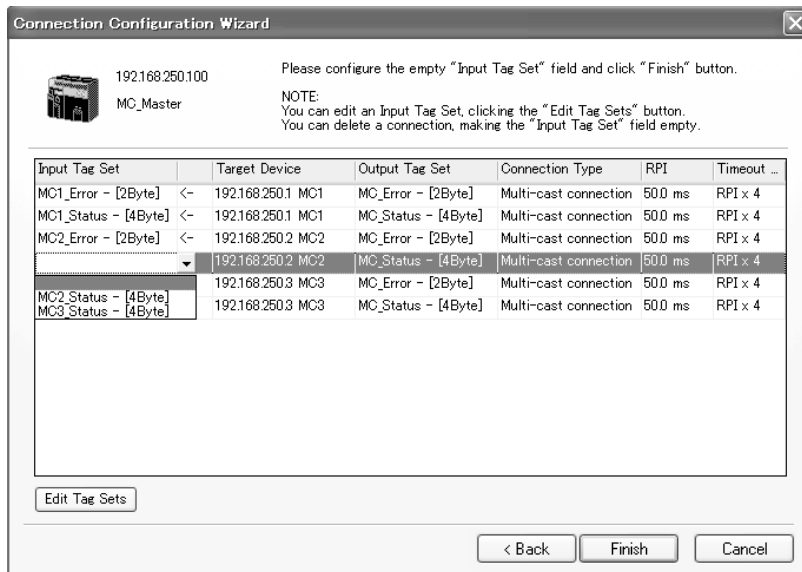 Connection Configuration Wizard
192.168.250.100
MC_Master
Please configure the empty "Input Tag Set" field and click "Finish" button.
NOTE:
You can edit an Input Tag Set, clicking the "Edit Tag Sets" button.
You can delete a connection, making the "Input Tag Set" field empty.
Input Tag Set Target Device Output Tag Set Connection Type RPI Timeout ...
MC1_Error - [2Byte] <- 192.168.250.1 MC1 MC_Error - [2Byte] Multi-cast connection 50.0 ms RPI x 4
MC1_Status - [4Byte] <- 192.168.250.1 MC1 MC_Status - [4Byte] Multi-cast connection 50.0 ms RPI x 4
MC2_Error - [2Byte] <- 192.168.250.2 MC2 MC_Error - [2Byte] Multi-cast connection 50.0 ms RPI x 4
192.168.250.2 MC2 MC_Status - [4Byte] Multi-cast connection 50.0 ms RPI x 4
192.168.250.3 MC3 MC_Error - [2Byte] Multi-cast connection 50.0 ms RPI x 4
MC2_Status - [4Byte]
MC3_Status - [4Byte]
192.168.250.3 MC3 MC_Status - [4Byte] Multi-cast connection 50.0 ms RPI x 4
Edit Tag Sets
< Back Finish Cancel